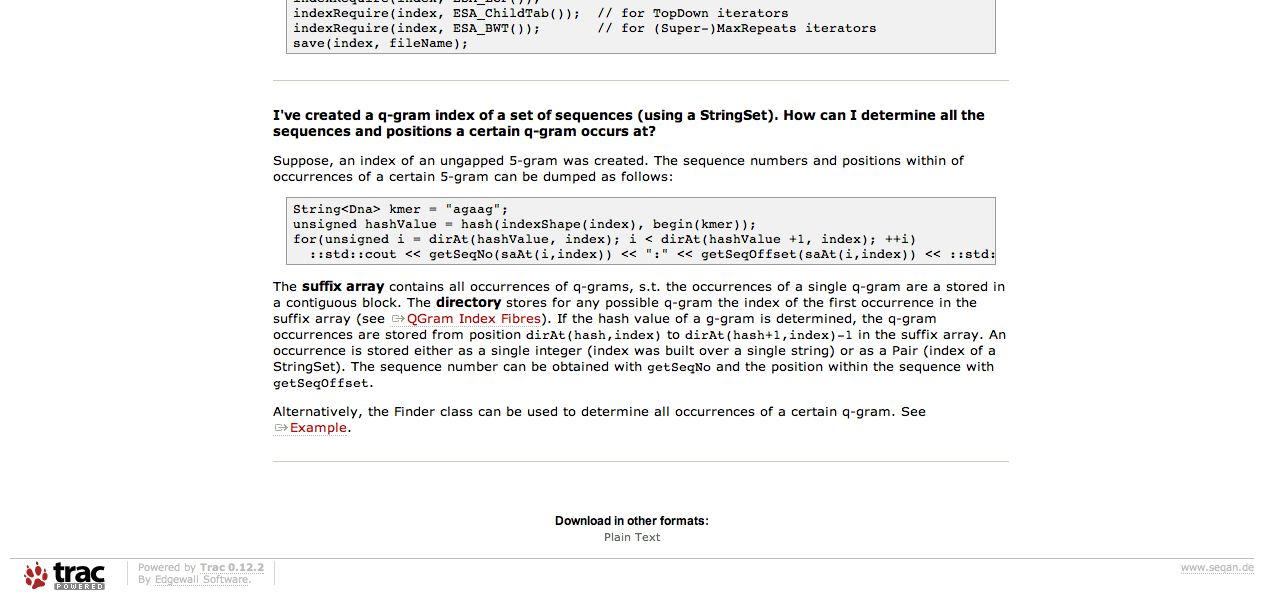 indexRequire(index, ESA_ChildTab());  // for TopDown iterators
indexRequire(index, ESA_BWT());       // for (Super-)MaxRepeats iterators
save(index, fileName);
I've created a q-gram index of a set of sequences (using a StringSet). How can I determine all the
sequences and positions a certain q-gram occurs at?
Suppose, an index of an ungapped 5-gram was created. The sequence numbers and positions within of
occurrences of a certain 5-gram can be dumped as follows:
String<Dna> kmer = "agaag";
unsigned hashValue = hash(indexShape(index), begin(kmer));
for(unsigned i = dirAt(hashValue, index); i < dirAt(hashValue +1, index); ++i)
  ::std::cout << getSeqNo(saAt(i,index)) << ":" << getSeqOffset(saAt(i,index)) << ::std:
The suffix array contains all occurrences of q-grams, s.t. the occurrences of a single q-gram are a stored in
a contiguous block. The directory stores for any possible q-gram the index of the first occurrence in the
suffix array (see QGram Index Fibres). If the hash value of a g-gram is determined, the q-gram
occurrences are stored from position dirAt(hash,index) to dirAt(hash+1,index)-1 in the suffix array. An
occurrence is stored either as a single integer (index was built over a single string) or as a Pair (index of a
StringSet). The sequence number can be obtained with getSeqNo and the position within the sequence with
getSeqOffset.
Alternatively, the Finder class can be used to determine all occurrences of a certain q-gram. See
Example.
Download in other formats:
Plain Text
trac
POWERED
Powered by Trac 0.12.2
By Edgewall Software.
www.seqan.de